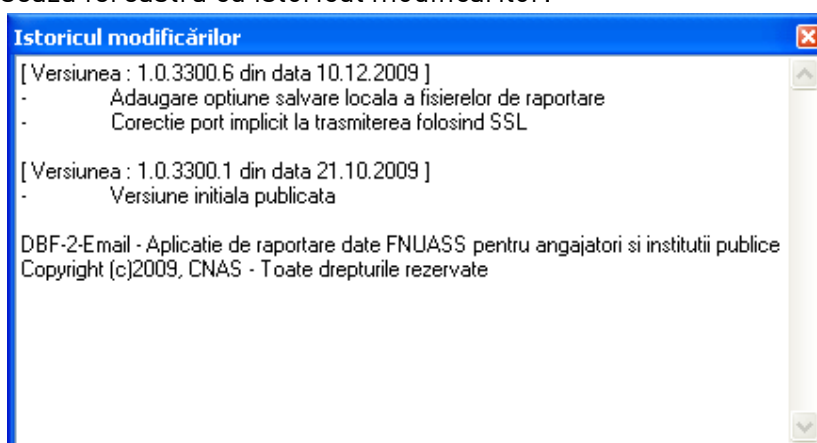 cu istoricul modificărilor.
Istoricul modificărilor
[ Versiunea : 1.0.3300.6 din data 10.12.2009 ]
- Adaugare optiune salvare locala a fisierelor de raportare
- Corectie port implicit la trasmiterea folosind SSL
[ Versiunea : 1.0.3300.1 din data 21.10.2009 ]
- Versiune initiala publicata
DBF-2-Email - Aplicatie de raportare date FNUASS pentru angajatori si institutii publice
Copyright (c)2009, CNAS - Toate drepturile rezervate